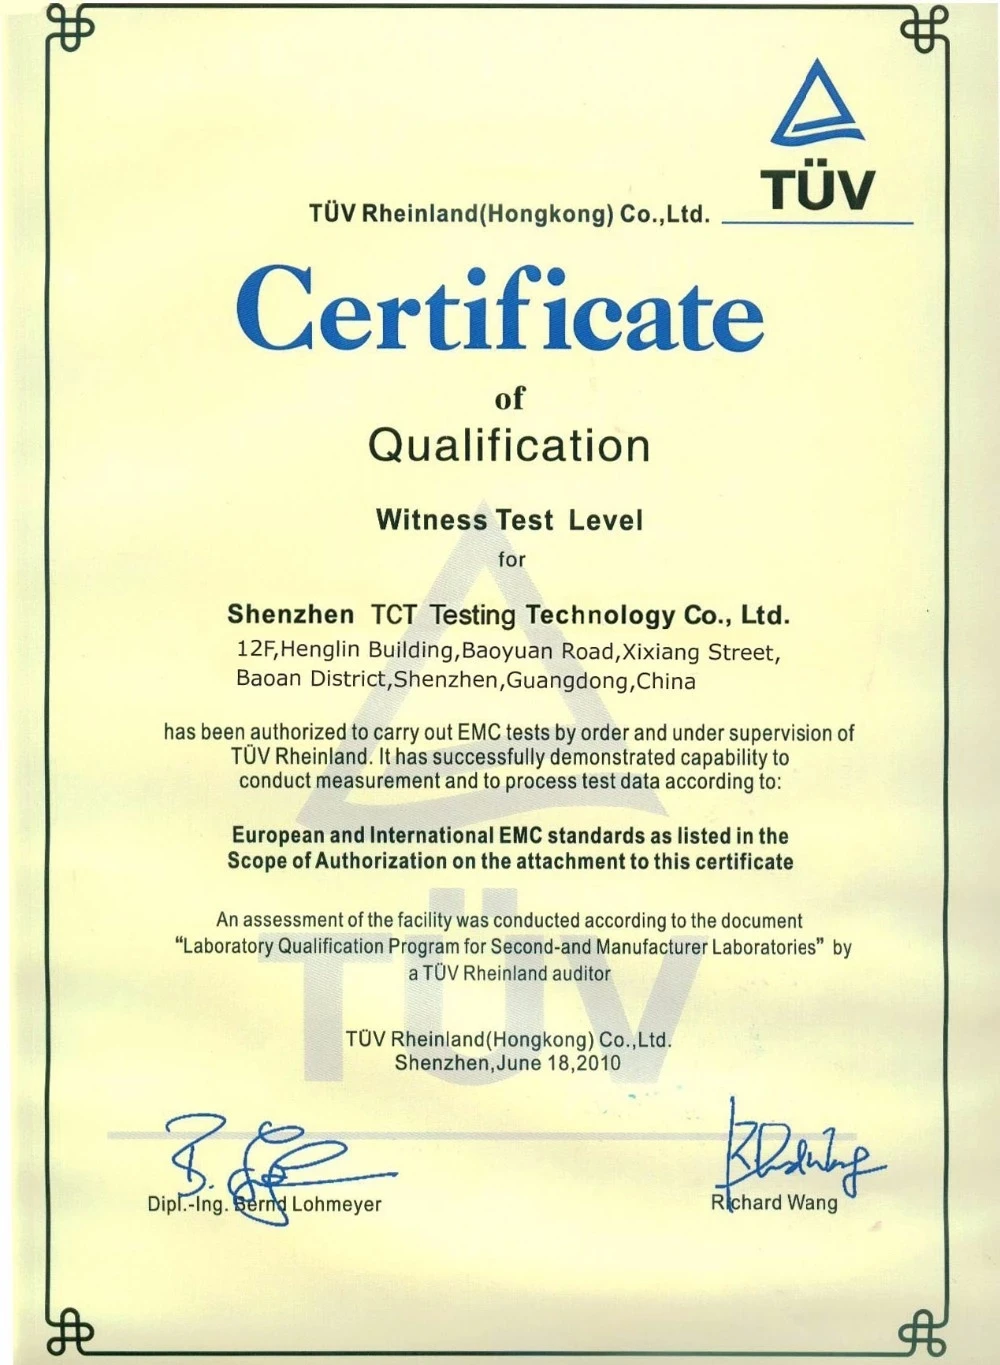 TÜV
TÜV Rheinland(Hongkong) Co.,Ltd.
Certificate
of
Qualification
Witness Test Level
for
Shenzhen TCT Testing Technology Co., Ltd.
12F,Henglin Building,Baoyuan Road,Xixiang Street,
Baoan District,Shenzhen,Guangdong,China
has been authorized to carry out EMC tests by order and under supervision of
TÜV Rheinland. It has successfully demonstrated capability to
conduct measurement and to process test data according to:
European and International EMC standards as listed in the
Scope of Authorization on the attachment to this certificate
An assessment of the facility was conducted according to the document
“Laboratory Qualification Program for Second-and Manufacturer Laboratories” by
a TÜV Rheinland auditor
TÜV
TÜV Rheinland(Hongkong) Co.,Ltd.
Shenzhen,June 18,2010
Dipl.-Ing. Bernd Lohmeyer
Richard Wang